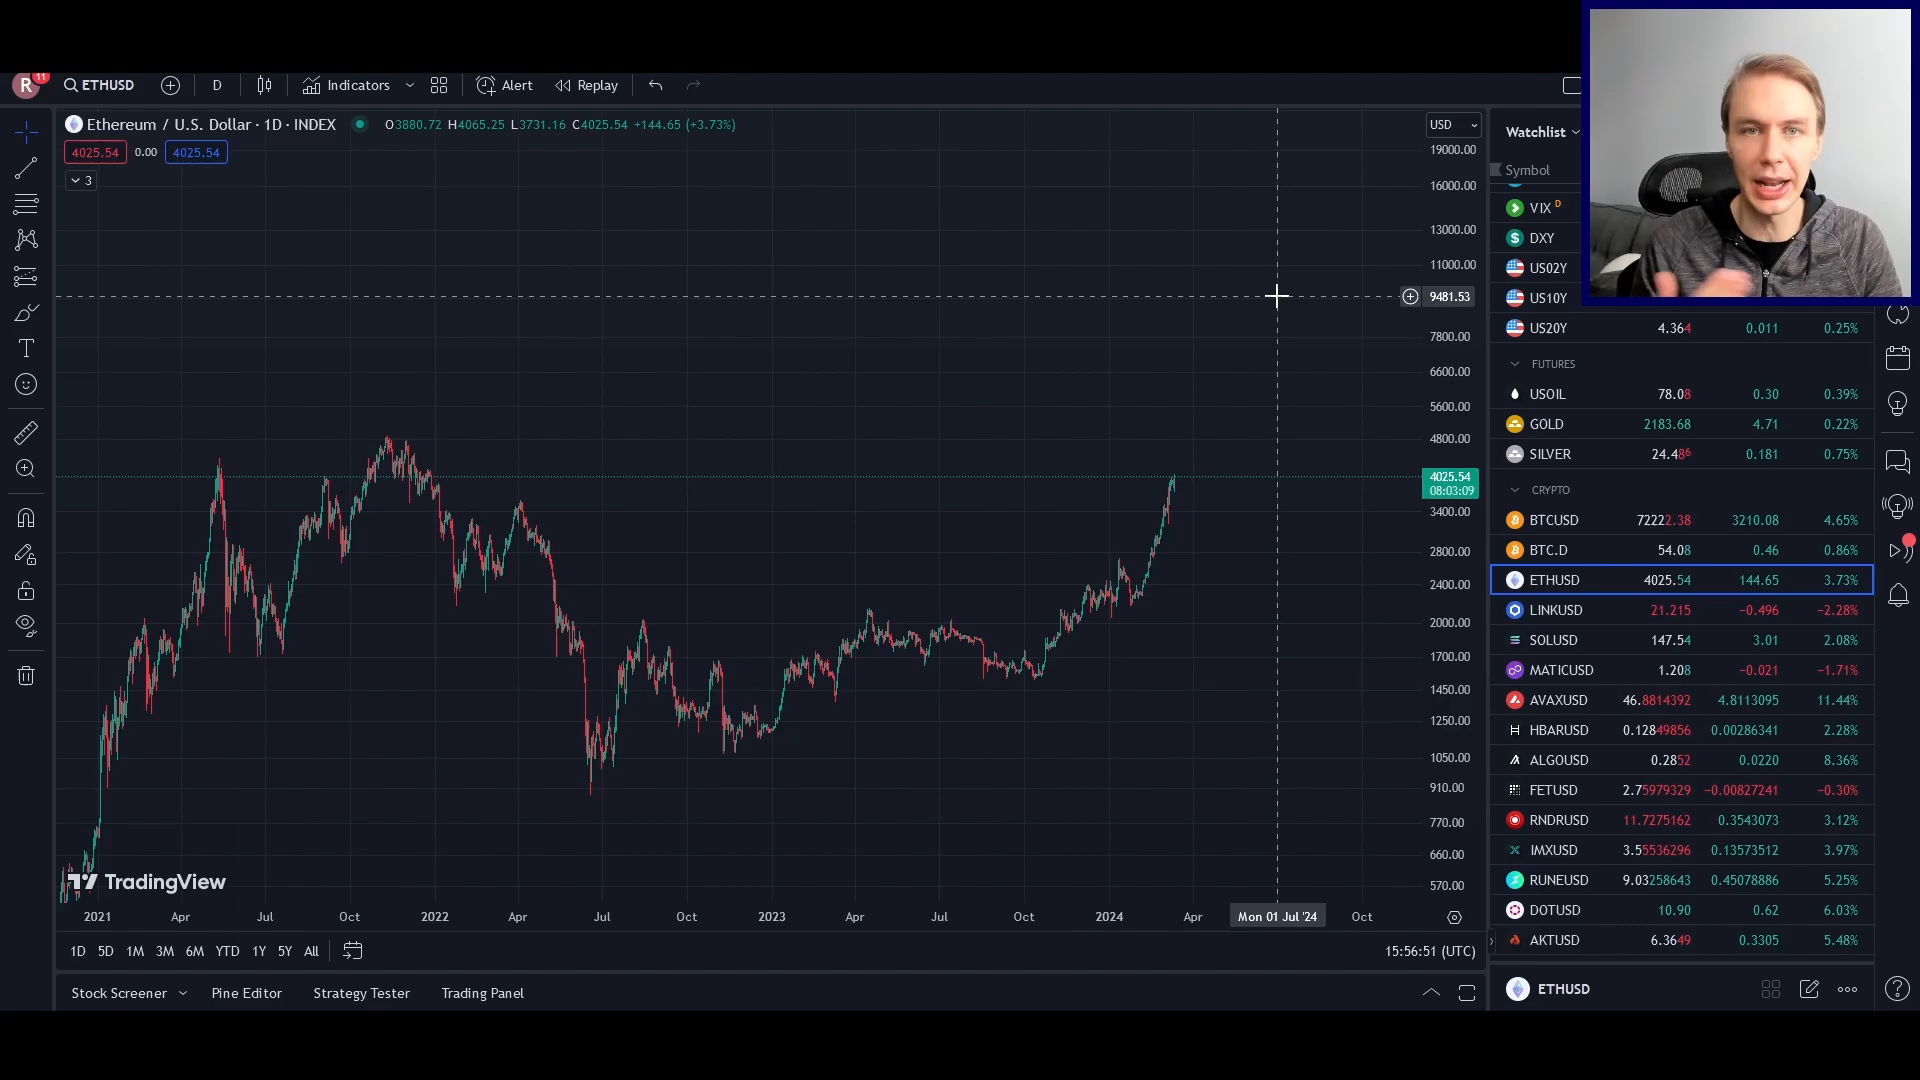 R 11 ETHUSD D Indicators Alert Replay
Ethereum / U.S. Dollar · 1D · INDEX O3880.72 H4065.25 L3731.16 C4025.54 +144.65 (+3.73%)
4025.54 0.00 4025.54
3
USD
19000.00
16000.00
13000.00
11000.00
9481.53
7800.00
6600.00
5600.00
4800.00
4025.54
08:03:09
3400.00
2800.00
2400.00
2000.00
1700.00
1450.00
1250.00
1050.00
910.00
770.00
660.00
570.00
TradingView
2021 Apr Jul Oct 2022 Apr Jul Oct 2023 Apr Jul Oct 2024 Apr Mon 01 Jul '24 Oct
1D 5D 1M 3M 6M YTD 1Y 5Y All 15:56:51 (UTC)
Stock Screener Pine Editor Strategy Tester Trading Panel
Watchlist
Symbol
VIX D
DXY
US02Y
US10Y
US20Y 4.364 0.011 0.25%
FUTURES
USOIL 78.08 0.30 0.39%
GOLD 2183.68 4.71 0.22%
SILVER 24.486 0.181 0.75%
CRYPTO
BTCUSD 72222.38 3210.08 4.65%
BTC.D 54.08 0.46 0.86%
ETHUSD 4025.54 144.65 3.73%
LINKUSD 21.215 −0.496 −2.28%
SOLUSD 147.54 3.01 2.08%
MATICUSD 1.208 −0.021 −1.71%
AVAXUSD 46.8814392 4.8113095 11.44%
HBARUSD 0.12849856 0.00286341 2.28%
ALGOUSD 0.2852 0.0220 8.36%
FETUSD 2.75979329 −0.00827241 −0.30%
RNDRUSD 11.7275162 0.3543073 3.12%
IMXUSD 3.55536296 0.13573512 3.97%
RUNEUSD 9.03258643 0.45078886 5.25%
DOTUSD 10.90 0.62 6.03%
AKTUSD 6.3649 0.3305 5.48%
ETHUSD